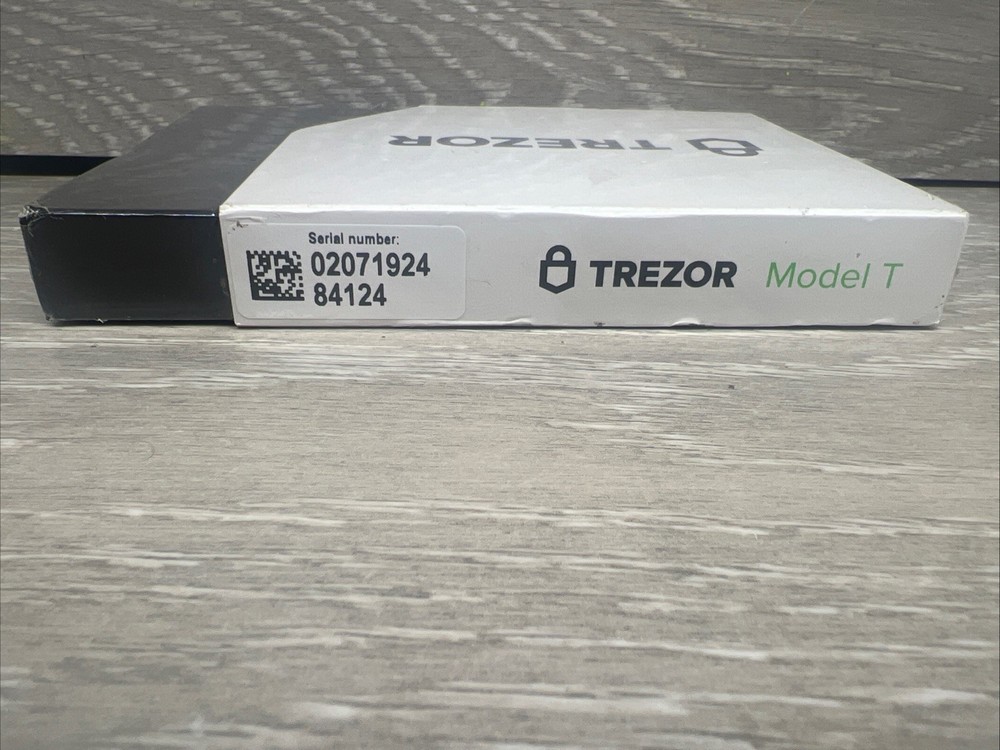 TREZOR
Serial number:
02071924
84124
TREZOR Model T